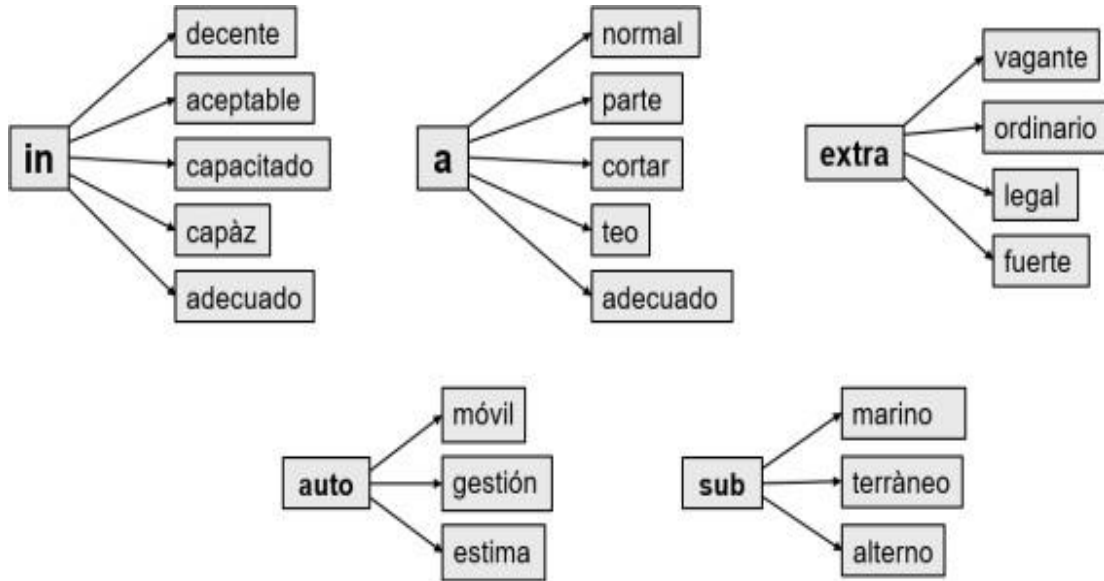 in
decente
aceptable
capacitado
capàz
adecuado
a
normal
parte
cortar
teo
adecuado
extra
vagante
ordinario
legal
fuerte
auto
móvil
gestión
estima
sub
marino
terràneo
alterno